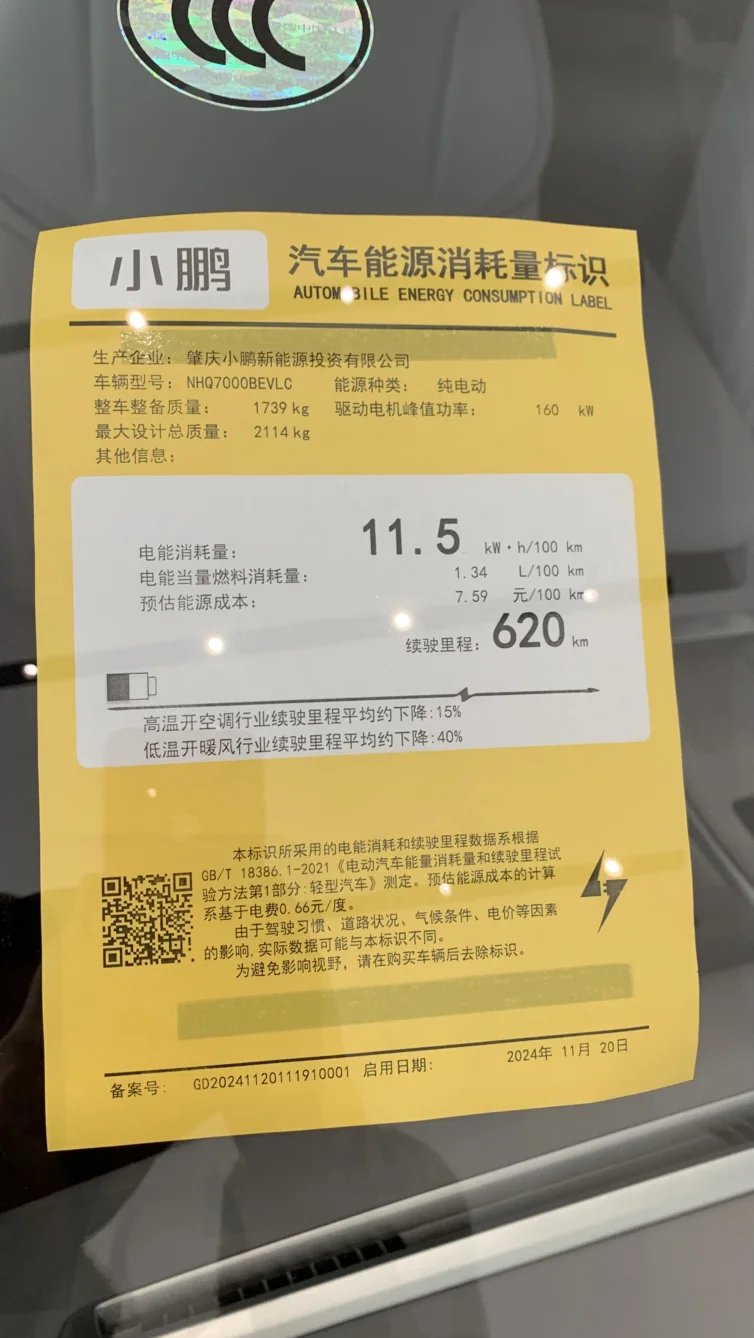 CCC
小鹏
汽车能源消耗量标识
AUTOMOBILE ENERGY CONSUMPTION LABEL
生产企业： 肇庆小鹏新能源投资有限公司
车辆型号： NHQ7000BEVLC 能源种类： 纯电动
整车整备质量： 1739 kg 驱动电机峰值功率： 160 kW
最大设计总质量： 2114 kg
其他信息：
电能消耗量： 11.5 kW·h/100 km
电能当量燃料消耗量： 1.34 L/100 km
预估能源成本： 7.59 元/100 km
续驶里程：620 km
高温开空调行业续驶里程平均约下降:15%
低温开暖风行业续驶里程平均约下降:40%
本标识所采用的电能消耗和续驶里程数据系根据
GB/T 18386.1-2021《电动汽车能量消耗量和续驶里程试
验方法第1部分:轻型汽车》测定。预估能源成本的计算
系基于电费0.66元/度。
由于驾驶习惯、道路状况、气候条件、电价等因素
的影响,实际数据可能与本标识不同。
为避免影响视野，请在购买车辆后去除标识。
备案号： GD20241120111910001 启用日期： 2024年 11月 20日